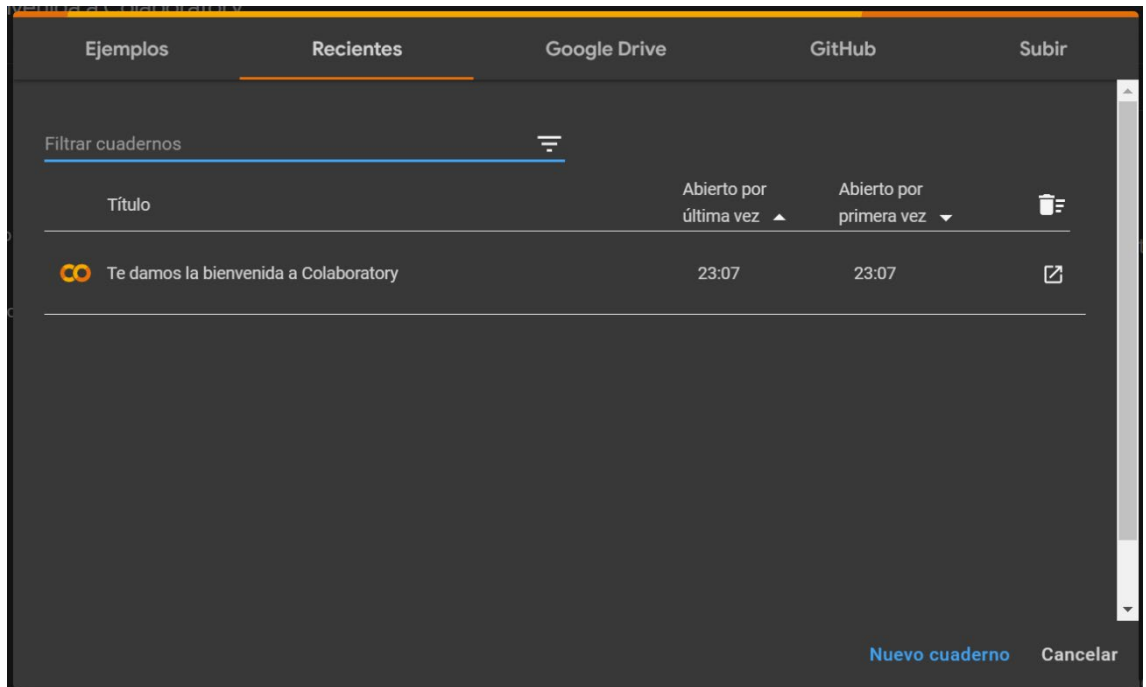 Ejemplos Recientes Google Drive GitHub Subir
Filtrar cuadernos
Título Abierto por última vez Abierto por primera vez
Te damos la bienvenida a Colaboratory 23:07 23:07
Nuevo cuaderno Cancelar